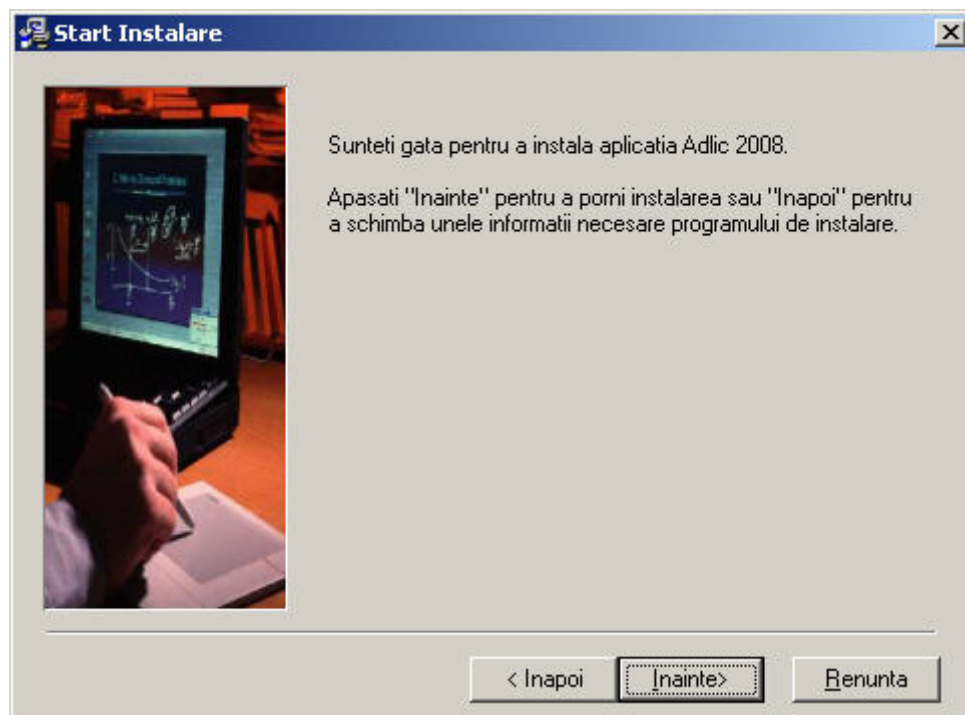 Start Instalare
Sunteti gata pentru a instala aplicatia Adlic 2008.
Apasati "Inainte" pentru a porni instalarea sau "Inapoi" pentru
a schimba unele informatii necesare programului de instalare.
< Inapoi
Inainte>
Renunta